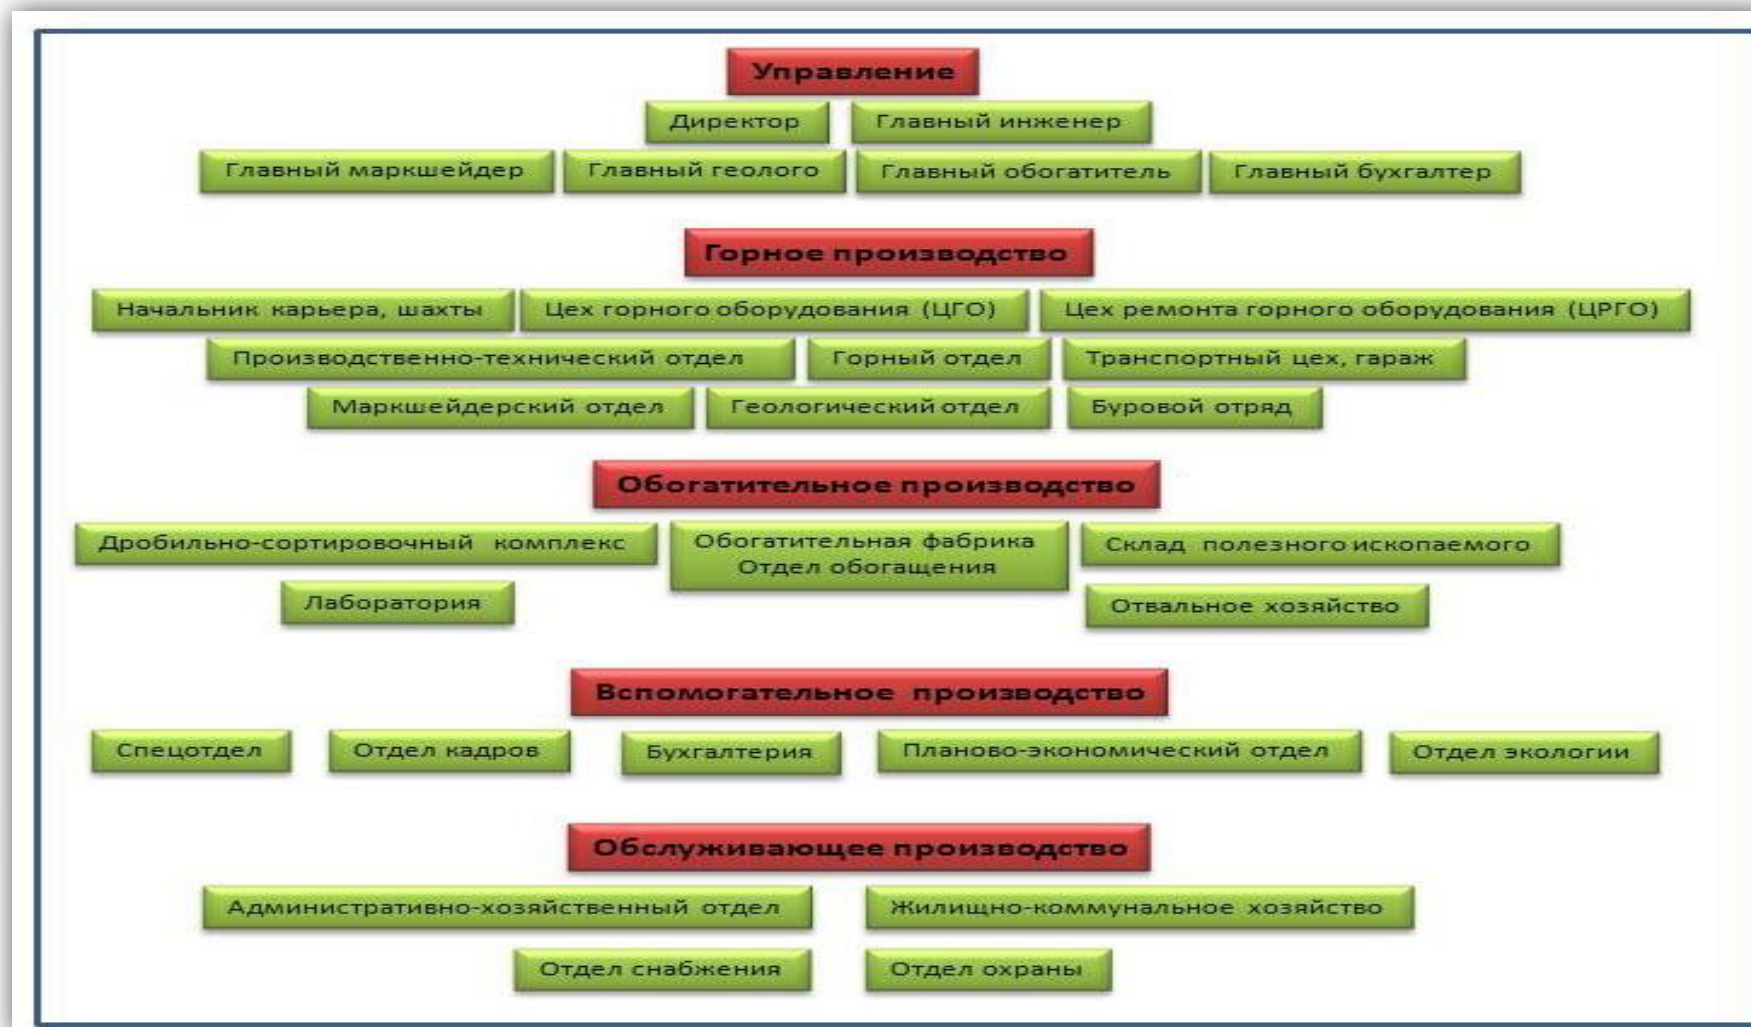 Управление
Директор
Главный инженер
Главный маркшейдер
Главный геолого
Главный обогатитель
Главный бухгалтер
Горное производство
Начальник карьера, шахты
Цех горного оборудования (ЦГО)
Цех ремонта горного оборудования (ЦРГО)
Производственно-технический отдел
Горный отдел
Транспортный цех, гараж
Маркшейдерский отдел
Геологический отдел
Буровой отряд
Обогатительное производство
Дробильно-сортировочный комплекс
Обогатительная фабрика
Отдел обогащения
Склад полезного ископаемого
Лаборатория
Отвальное хозяйство
Вспомогательное производство
Спецотдел
Отдел кадров
Бухгалтерия
Планово-экономический отдел
Отдел экологии
Обслуживающее производство
Административно-хозяйственный отдел
Жилищно-коммунальное хозяйство
Отдел снабжения
Отдел охраны